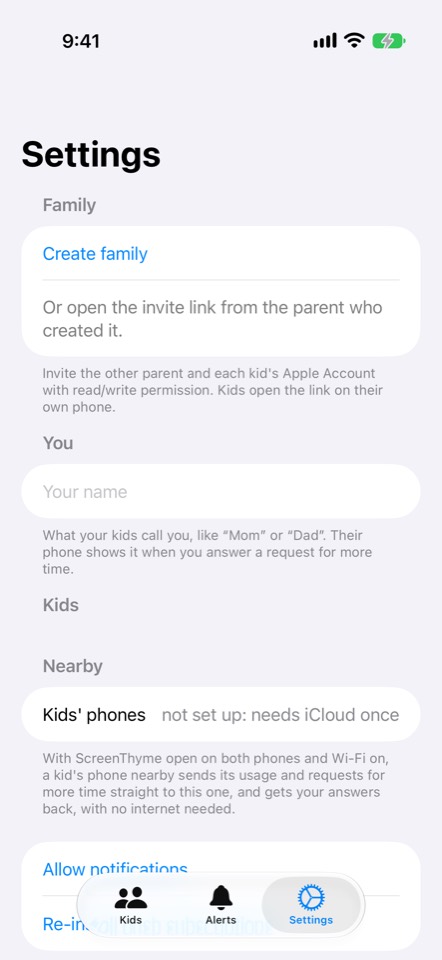 9:41
Settings
Family
Create family
Or open the invite link from the parent who
created it.
Invite the other parent and each kid's Apple Account
with read/write permission. Kids open the link on their
own phone.
You
Your name
What your kids call you, like “Mom” or “Dad”. Their
phone shows it when you answer a request for more
time.
Kids
Nearby
Kids' phones not set up: needs iCloud once
With ScreenThyme open on both phones and Wi-Fi on,
a kid's phone nearby sends its usage and requests for
more time straight to this one, and gets your answers
back, with no internet needed.
Allow notifications
Kids Alerts Settings